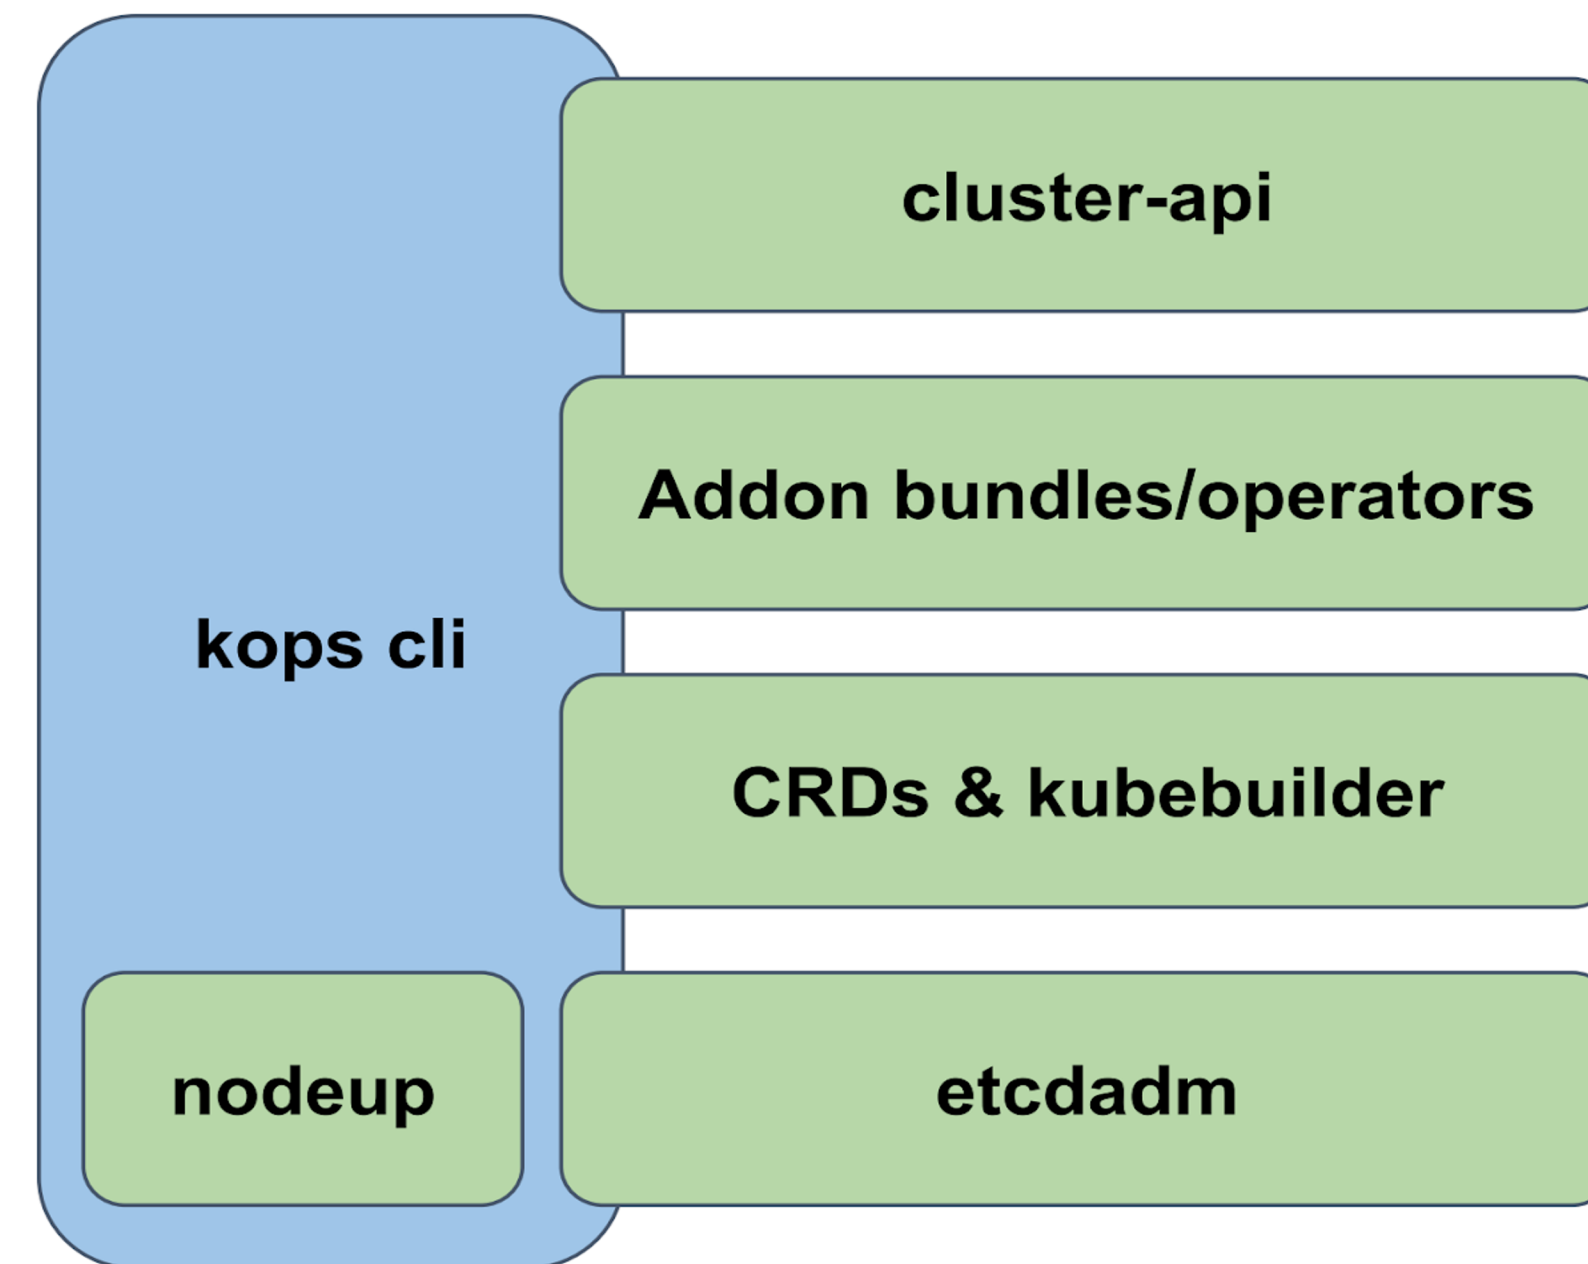 cluster-api
Addon bundles/operators
kops cli
CRDs & kubebuilder
nodeup
etcdadm